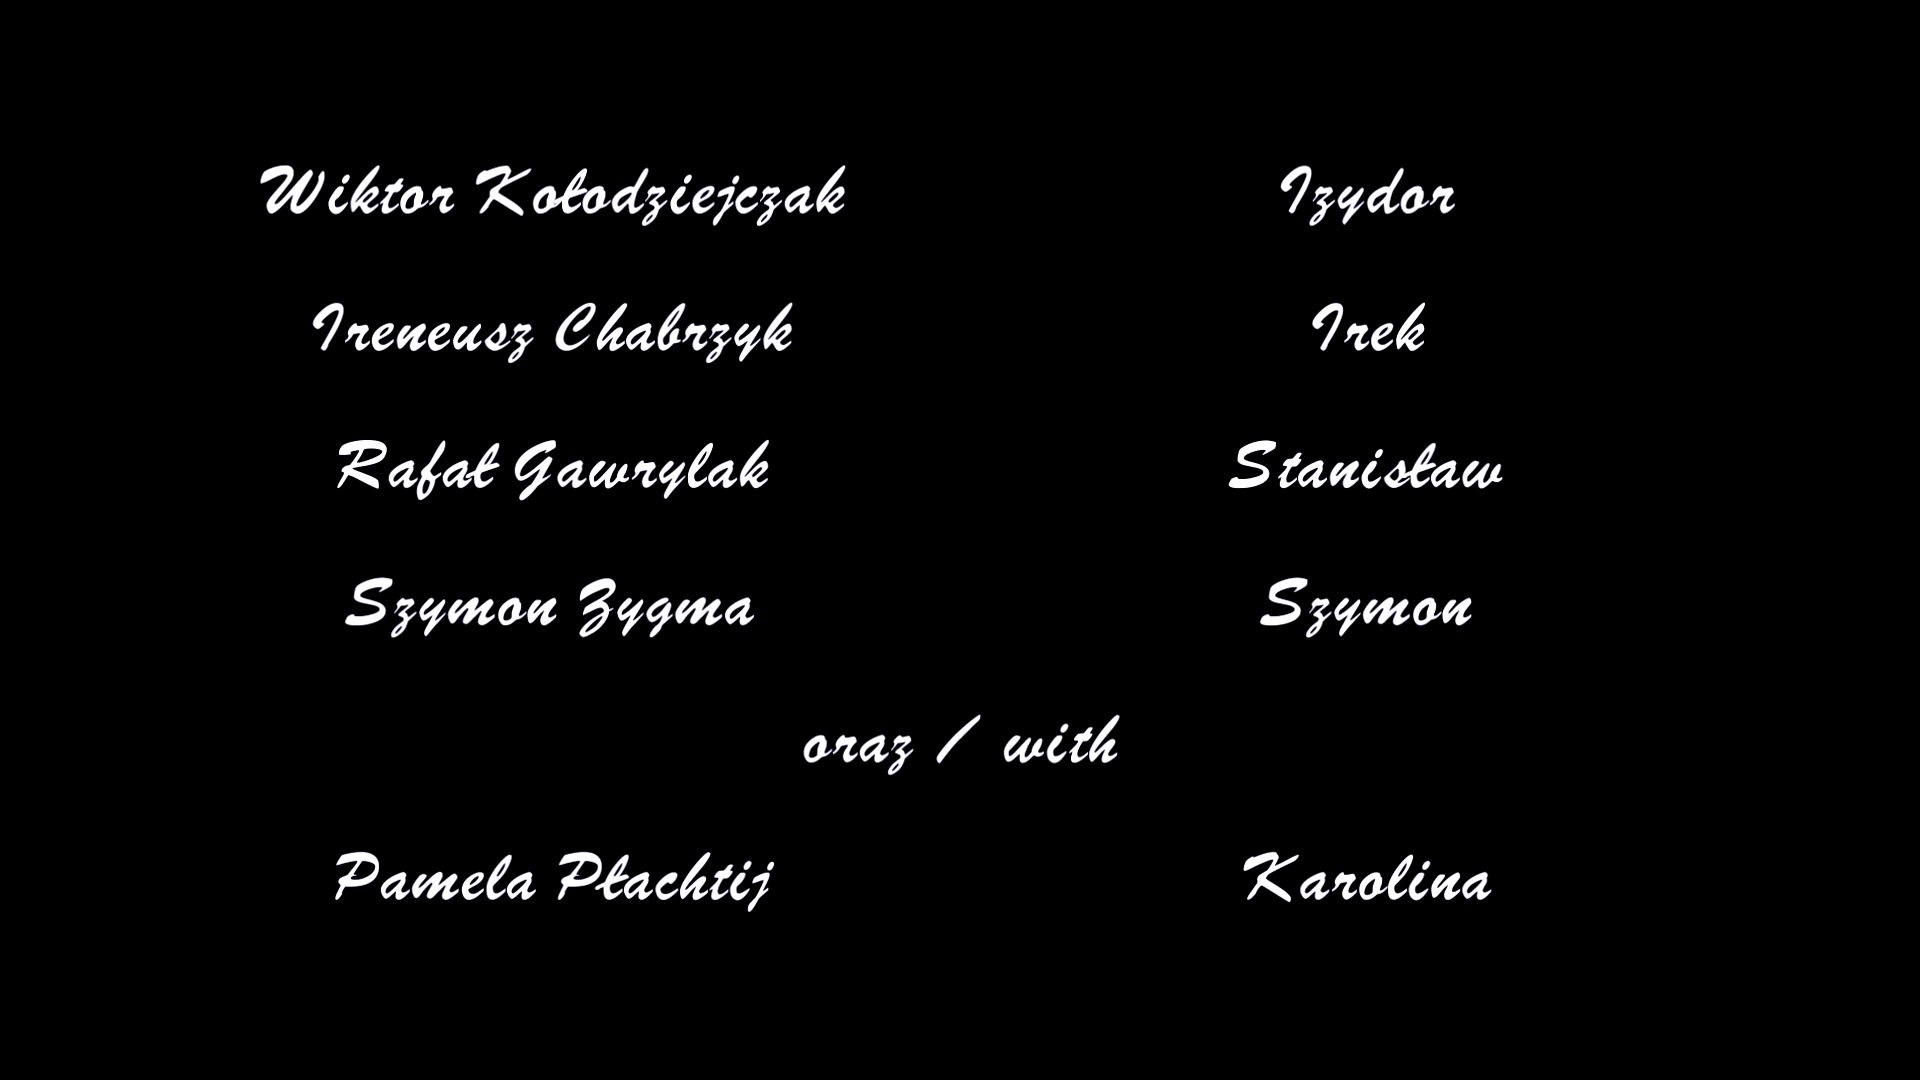 Wiktor Kołodziejczak Izydor
Ireneusz Chabrzyk Irek
Rafał Gawrylak Stanisław
Szymon Zygma Szymon
oraz / with
Pamela Płachtij Karolina